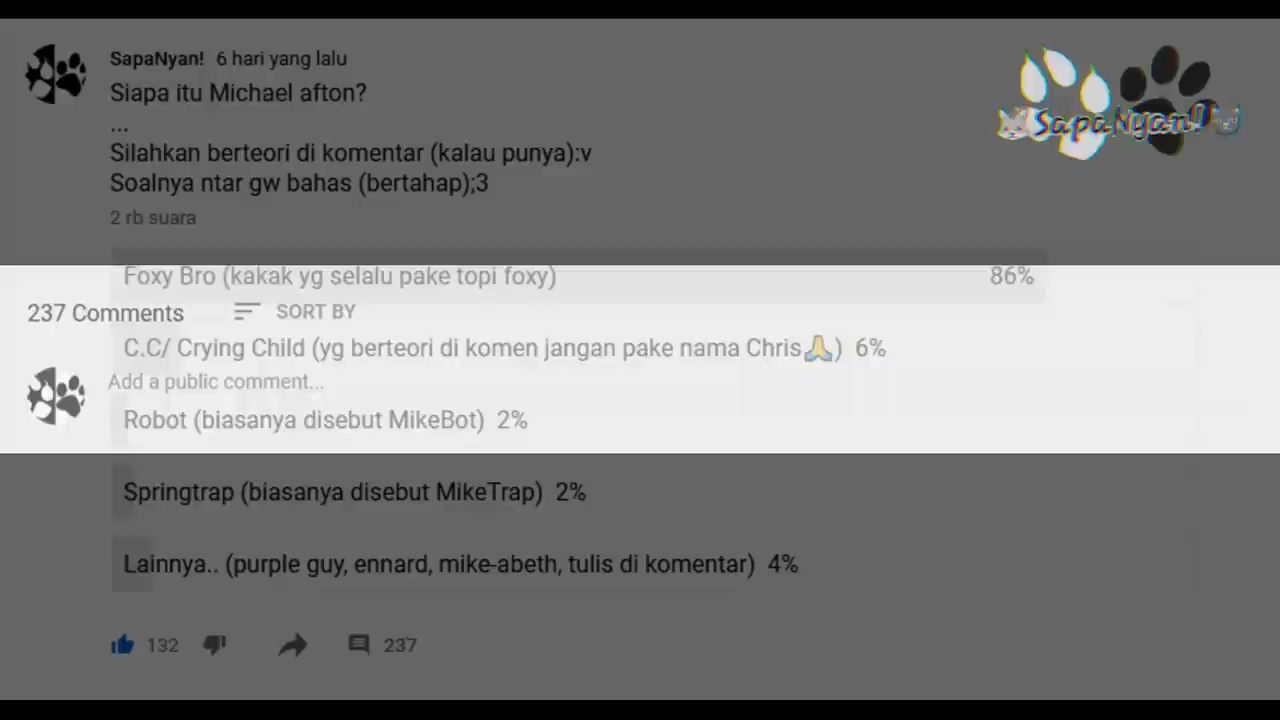 SapaNyan! 6 hari yang lalu
Siapa itu Michael afton?
...
Silahkan berteori di komentar (kalau punya):v
Soalnya ntar gw bahas (bertahap);3
2 rb suara
SapaNyan!
Foxy Bro (kakak yg selalu pake topi foxy) 86%
237 Comments SORT BY
C.C/ Crying Child (yg berteori di komen jangan pake nama Chris🙏) 6%
Add a public comment...
Robot (biasanya disebut MikeBot) 2%
Springtrap (biasanya disebut MikeTrap) 2%
Lainnya.. (purple guy, ennard, mike-abeth, tulis di komentar) 4%
132 237